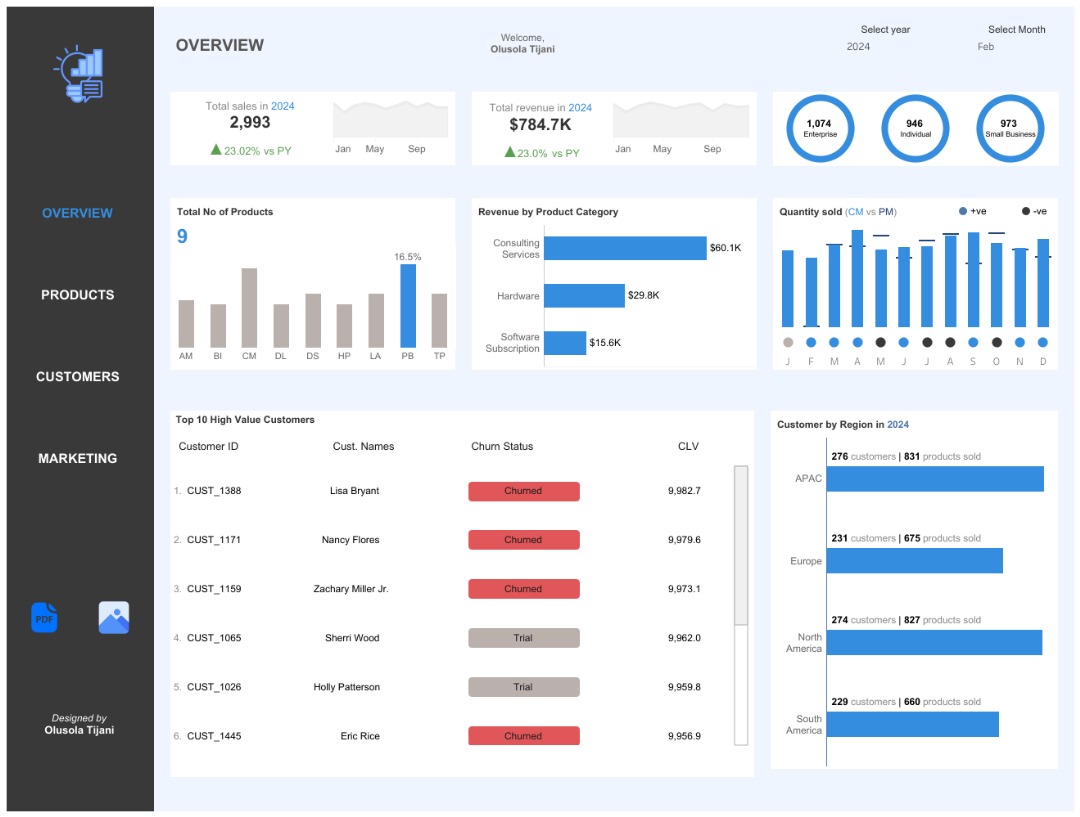 OVERVIEW
PRODUCTS
CUSTOMERS
MARKETING
PDF
Designed by
Olusola Tijani
OVERVIEW
Welcome,
Olusola Tijani
Select year
2024
Select Month
Feb
Total sales in 2024
2,993
23.02% vs PY
Jan May Sep
Total revenue in 2024
$784.7K
23.0% vs PY
Jan May Sep
1,074
Enterprise
946
Individual
973
Small Business
Total No of Products
9
16.5%
AM BI CM DL DS HP LA PB TP
Revenue by Product Category
Consulting
Services
$60.1K
Hardware
$29.8K
Software
Subscription
$15.6K
Quantity sold (CM vs PM)
+ve
-ve
J F M A M J J A S O N D
Top 10 High Value Customers
Customer ID Cust. Names Churn Status CLV
1. CUST_1388 Lisa Bryant Churned 9,982.7
2. CUST_1171 Nancy Flores Churned 9,979.6
3. CUST_1159 Zachary Miller Jr. Churned 9,973.1
4. CUST_1065 Sherri Wood Trial 9,962.0
5. CUST_1026 Holly Patterson Trial 9,959.8
6. CUST_1445 Eric Rice Churned 9,956.9
Customer by Region in 2024
276 customers | 831 products sold
APAC
231 customers | 675 products sold
Europe
274 customers | 827 products sold
North
America
229 customers | 660 products sold
South
America